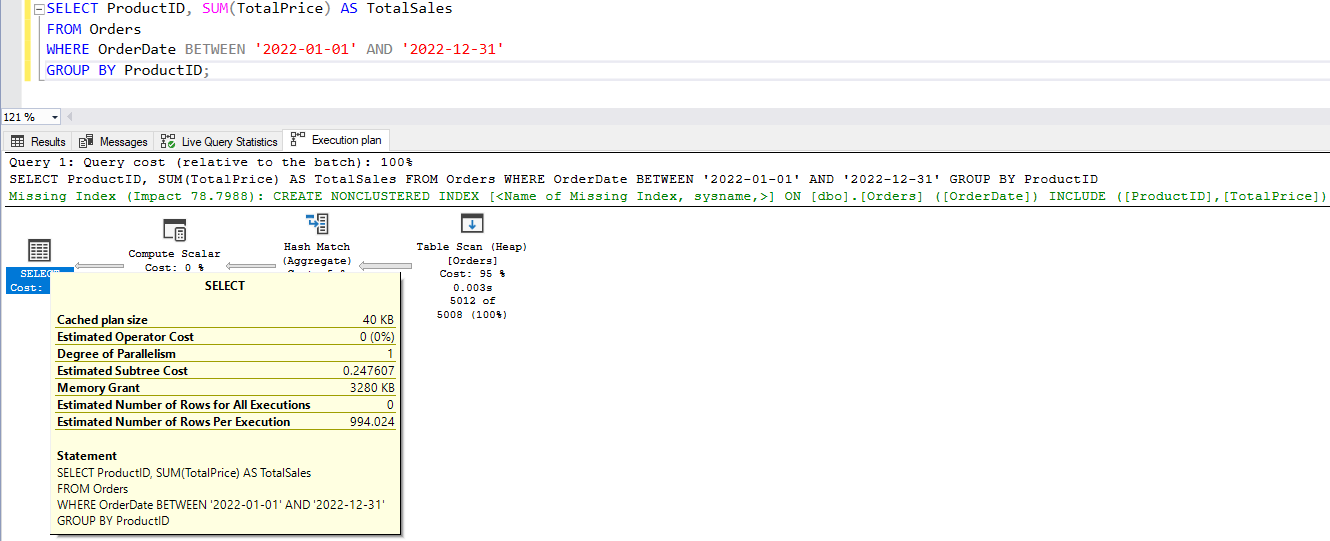 SELECT ProductID, SUM(TotalPrice) AS TotalSales
FROM Orders
WHERE OrderDate BETWEEN '2022-01-01' AND '2022-12-31'
GROUP BY ProductID;
121 %
Results Messages Live Query Statistics Execution plan
Query 1: Query cost (relative to the batch): 100%
SELECT ProductID, SUM(TotalPrice) AS TotalSales FROM Orders WHERE OrderDate BETWEEN '2022-01-01' AND '2022-12-31' GROUP BY ProductID
Missing Index (Impact 78.7988): CREATE NONCLUSTERED INDEX [<Name of Missing Index, sysname,>] ON [dbo].[Orders] ([OrderDate]) INCLUDE ([ProductID],[TotalPrice])
SELECT
Cost:
Compute Scalar
Cost: 0 %
Hash Match
(Aggregate)
Table Scan (Heap)
[Orders]
Cost: 95 %
0.003s
5012 of
5008 (100%)
SELECT
Cached plan size 40 KB
Estimated Operator Cost 0 (0%)
Degree of Parallelism 1
Estimated Subtree Cost 0.247607
Memory Grant 3280 KB
Estimated Number of Rows for All Executions 0
Estimated Number of Rows Per Execution 994.024
Statement
SELECT ProductID, SUM(TotalPrice) AS TotalSales
FROM Orders
WHERE OrderDate BETWEEN '2022-01-01' AND '2022-12-31'
GROUP BY ProductID